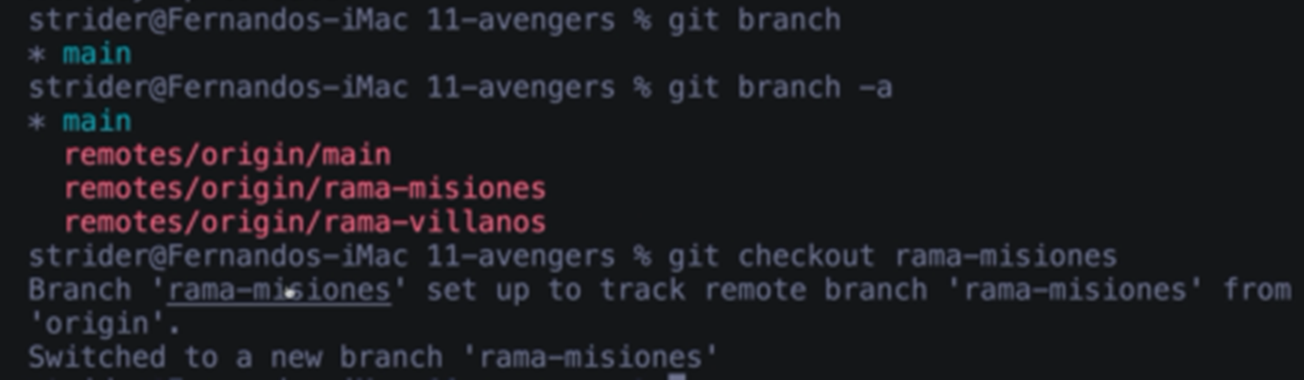 strider@Fernandos-iMac 11-avengers % git branch
* main
strider@Fernandos-iMac 11-avengers % git branch -a
* main
remotes/origin/main
remotes/origin/rama-misiones
remotes/origin/rama-villanos
strider@Fernandos-iMac 11-avengers % git checkout rama-misiones
Branch 'rama-misiones' set up to track remote branch 'rama-misiones' from
'origin'.
Switched to a new branch 'rama-misiones'